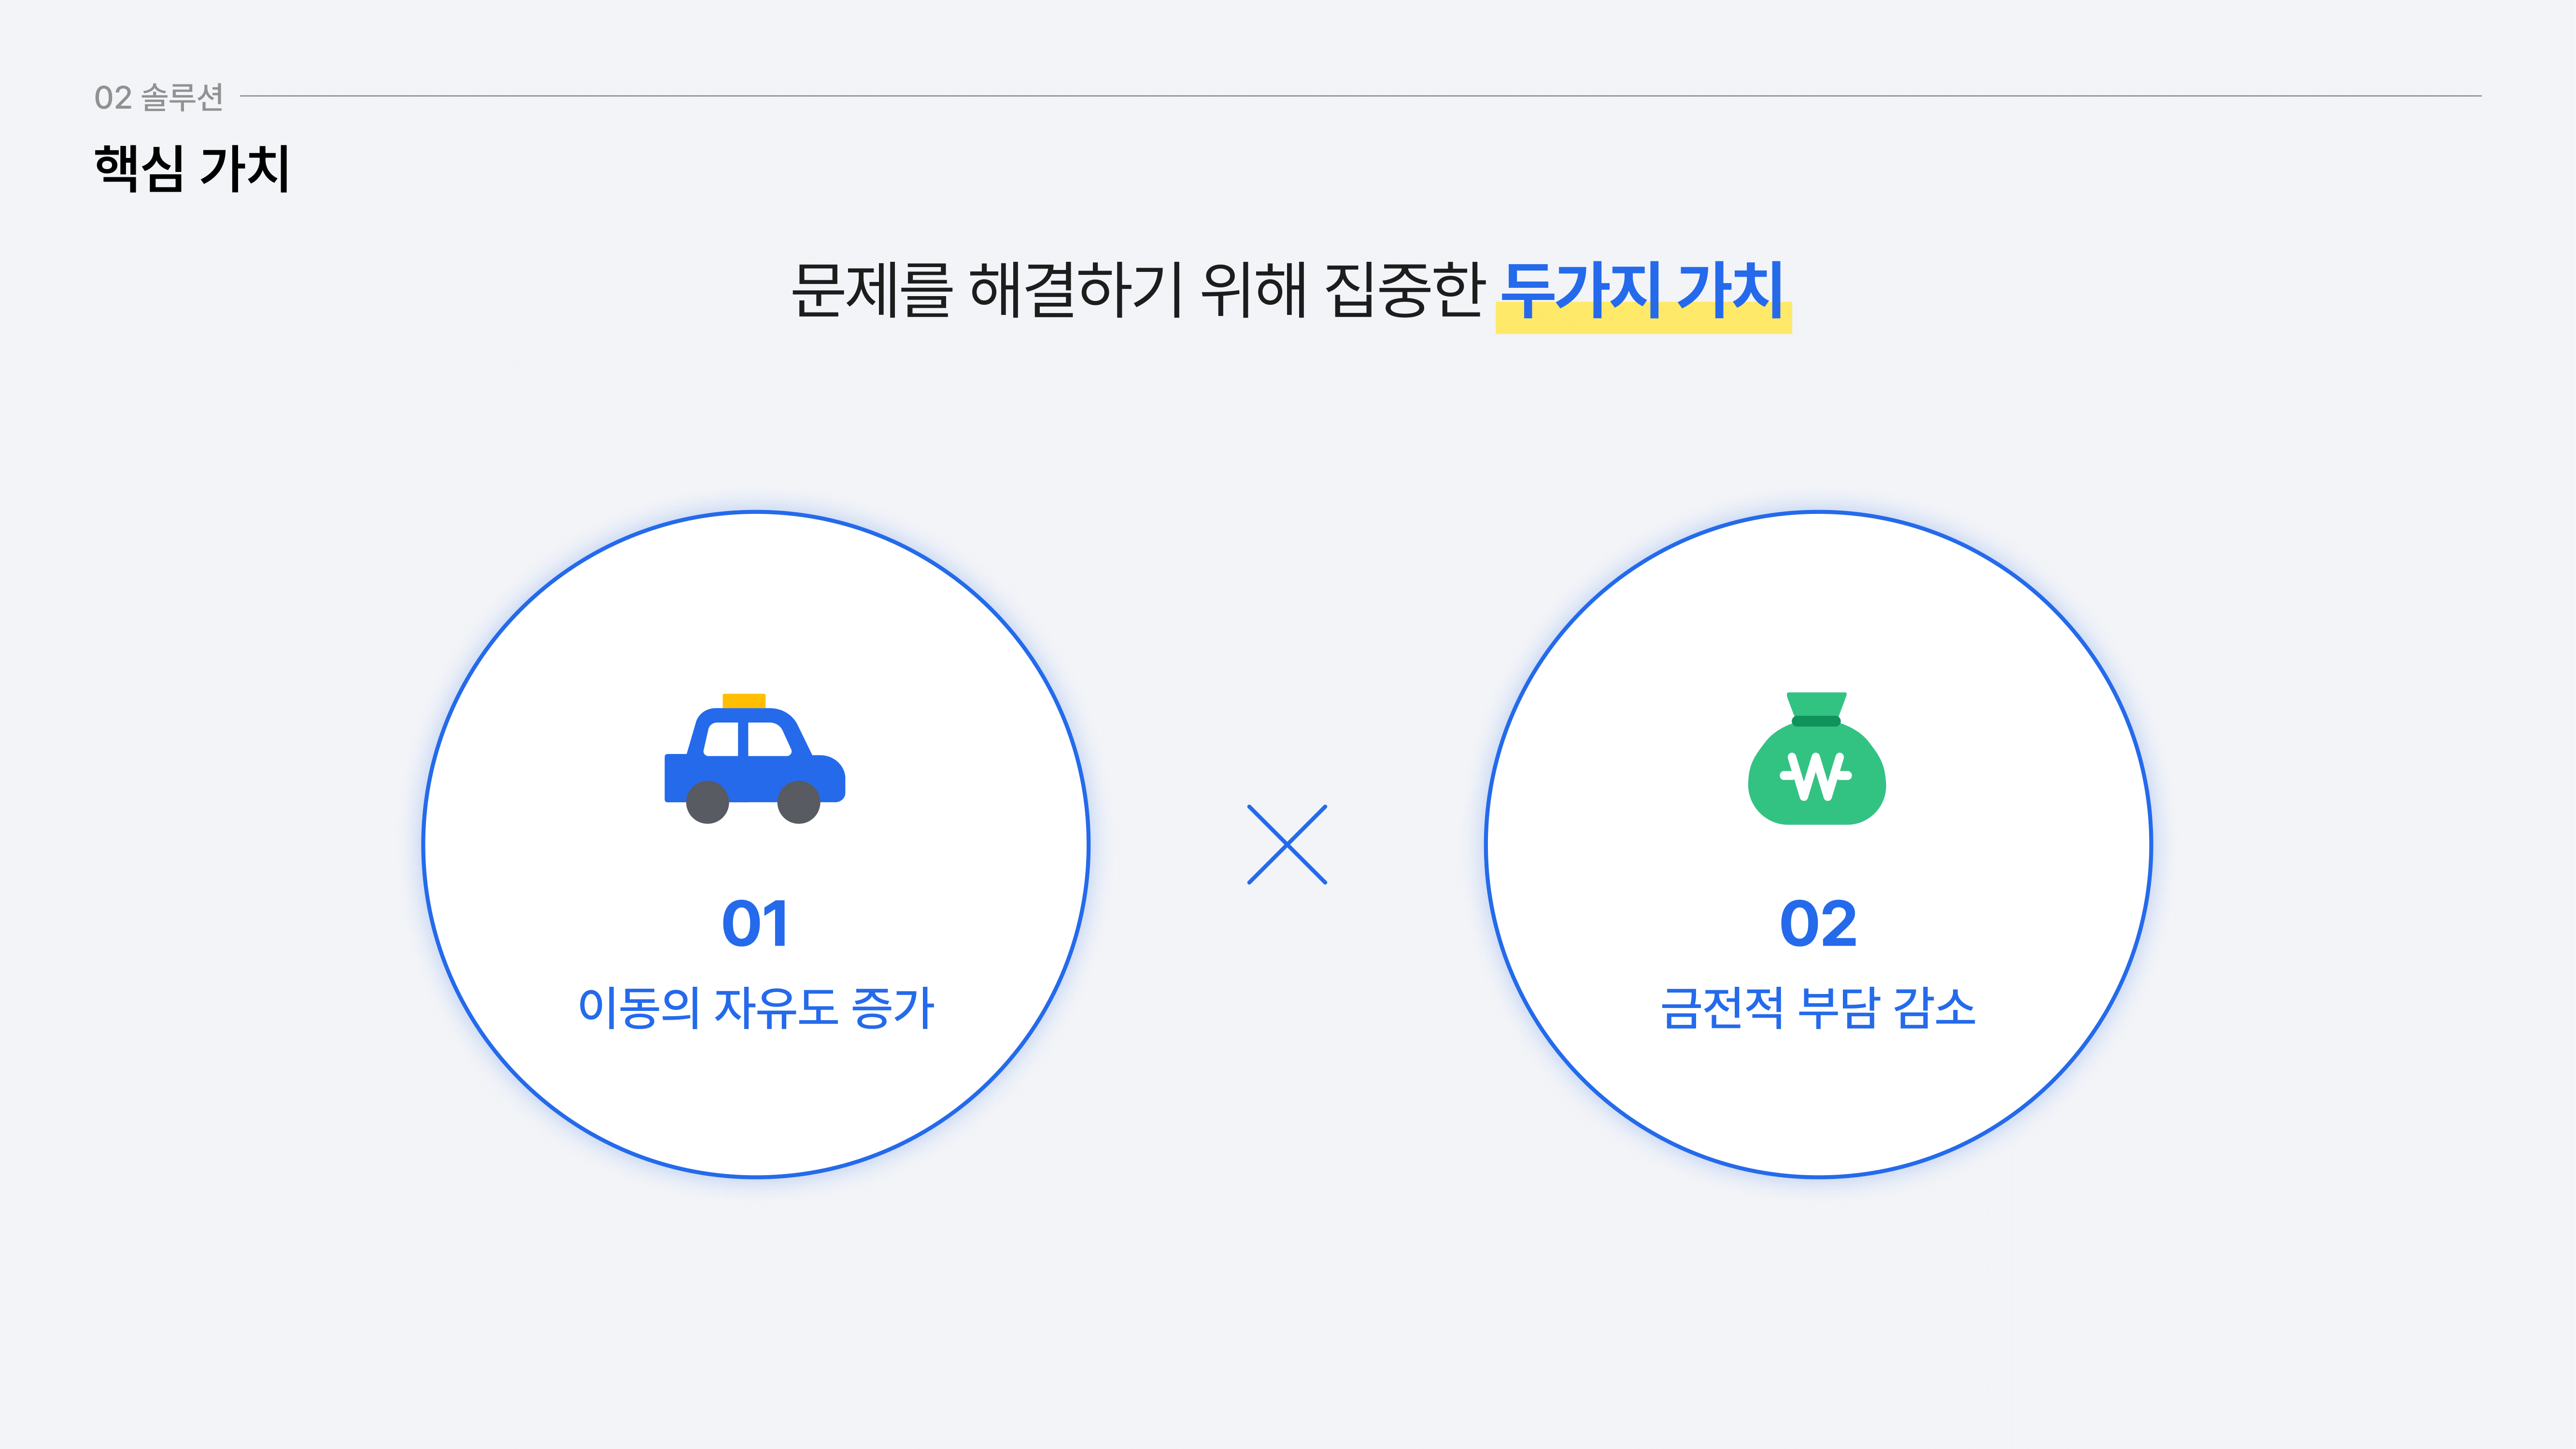 02 솔루션
핵심 가치
문제를 해결하기 위해 집중한 두가지 가치
01
이동의 자유도 증가
₩
02
금전적 부담 감소